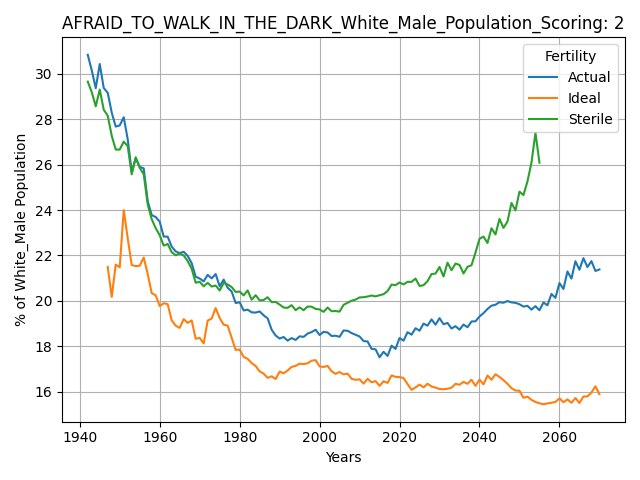 AFRAID_TO_WALK_IN_THE_DARK_White_Male_Population_Scoring: 2
Fertility
Actual
Ideal
Sterile
% of White_Male Population
30
28
26
24
22
20
18
16
1940 1960 1980 2000 2020 2040 2060
Years